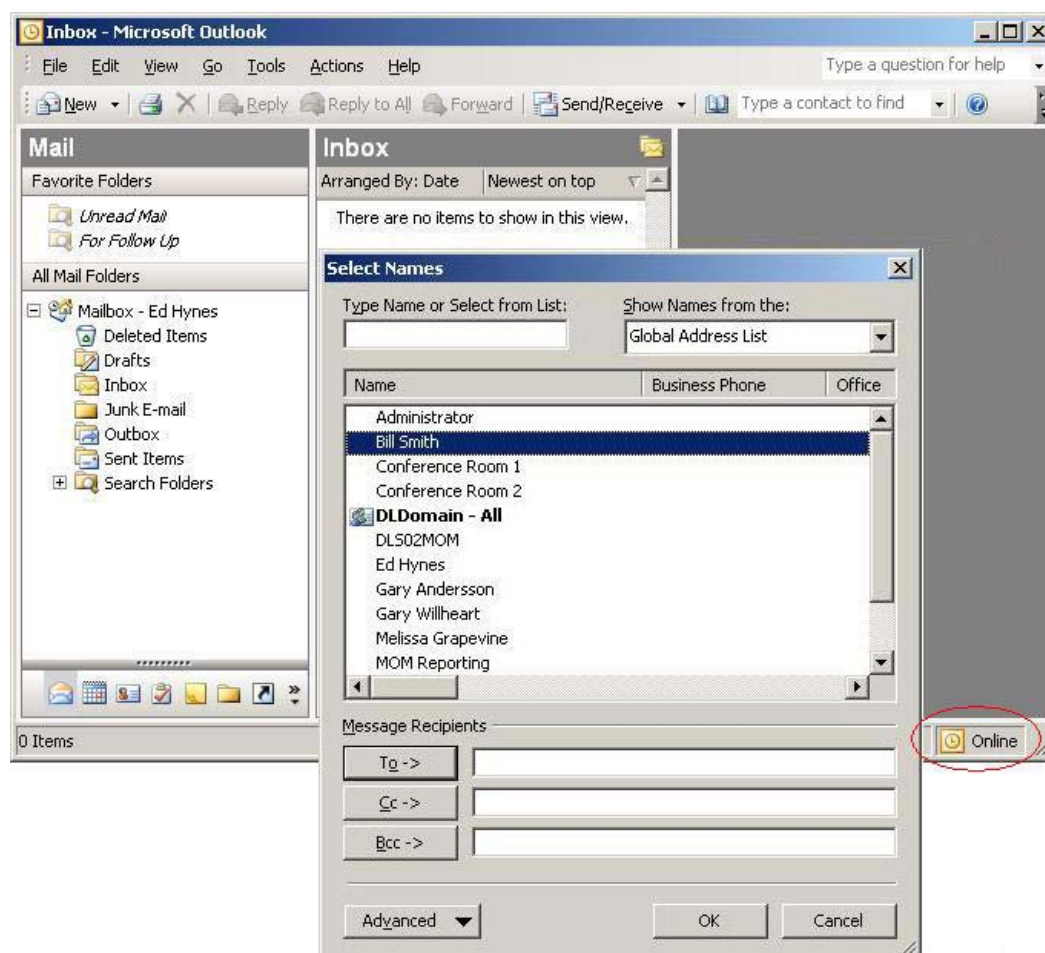 Inbox - Microsoft Outlook
File Edit View Go Tools Actions Help Type a question for help
New Reply Reply to All Forward Send/Receive Type a contact to find
Mail
Favorite Folders
Unread Mail
For Follow Up
All Mail Folders
Mailbox - Ed Hynes
Deleted Items
Drafts
Inbox
Junk E-mail
Outbox
Sent Items
Search Folders
Inbox
Arranged By: Date Newest on top
There are no items to show in this view.
Select Names
Type Name or Select from List: Show Names from the:
Global Address List
Name Business Phone Office
Administrator
Bill Smith
Conference Room 1
Conference Room 2
DLDomain - All
DLS02MOM
Ed Hynes
Gary Andersson
Gary Willheart
Melissa Grapevine
MOM Reporting
Message Recipients
To ->
Cc ->
Bcc ->
Advanced OK Cancel
0 Items
Online